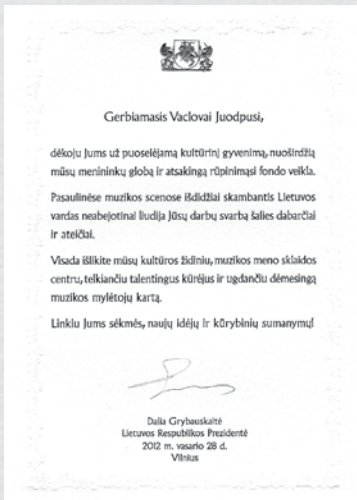 Gerbiamasis Vaclovai Juodpusi,
dėkoju Jums už puoselėjamą kultūrinį gyvenimą, nuoširdžią
mūsų menininkų globą ir atsakingą rūpinimąsi fondo veikla.
Pasaulinėse muzikos scenose išdidžiai skambantis Lietuvos
vardas neabejotinai liudija Jūsų darbų svarbą šalies dabarčiai
ir ateičiai.
Visada išlikite mūsų kultūros židiniu, muzikos meno sklaidos
centru, telkiančiu talentingus kūrėjus ir ugdančiu dėmesingą
muzikos mylėtojų kartą.
Linkiu Jums sėkmės, naujų idėjų ir kūrybinių sumanymų!
Dalia Grybauskaitė
Lietuvos Respublikos Prezidentė
2012 m. vasario 28 d.
Vilnius